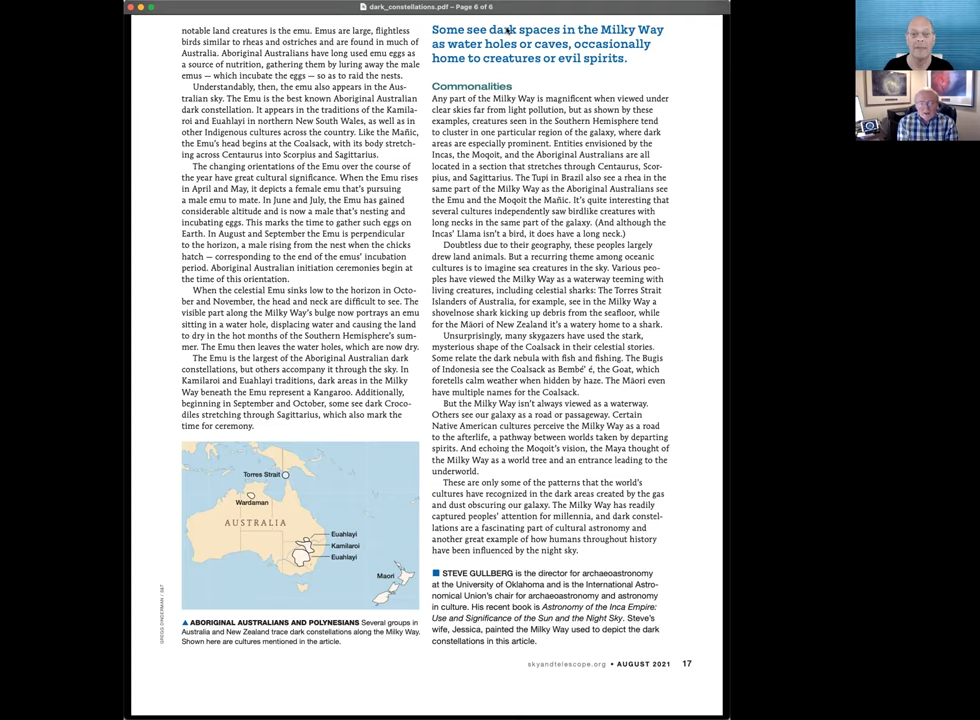 dark_constellations.pdf – Page 6 of 6
notable land creatures is the emu. Emus are large, flightless
birds similar to rheas and ostriches and are found in much of
Australia. Aboriginal Australians have long used emu eggs as
a source of nutrition, gathering them by luring away the male
emus — which incubate the eggs — so as to raid the nests.
Understandably, then, the emu also appears in the Aus-
tralian sky. The Emu is the best known Aboriginal Australian
dark constellation. It appears in the traditions of the Kamila-
roi and Euahlayi in northern New South Wales, as well as in
other Indigenous cultures across the country. Like the Mañic,
the Emu's head begins at the Coalsack, with its body stretch-
ing across Centaurus into Scorpius and Sagittarius.
The changing orientations of the Emu over the course of
the year have great cultural significance. When the Emu rises
in April and May, it depicts a female emu that's pursuing
a male emu to mate. In June and July, the Emu has gained
considerable altitude and is now a male that's nesting and
incubating eggs. This marks the time to gather such eggs on
Earth. In August and September the Emu is perpendicular
to the horizon, a male rising from the nest when the chicks
hatch — corresponding to the end of the emus' incubation
period. Aboriginal Australian initiation ceremonies begin at
the time of this orientation.
When the celestial Emu sinks low to the horizon in Octo-
ber and November, the head and neck are difficult to see. The
visible part along the Milky Way's bulge now portrays an emu
sitting in a water hole, displacing water and causing the land
to dry in the hot months of the Southern Hemisphere's sum-
mer. The Emu then leaves the water holes, which are now dry.
The Emu is the largest of the Aboriginal Australian dark
constellations, but others accompany it through the sky. In
Kamilaroi and Euahlayi traditions, dark areas in the Milky
Way beneath the Emu represent a Kangaroo. Additionally,
beginning in September and October, some see dark Croco-
diles stretching through Sagittarius, which also mark the
time for ceremony.
Torres Strait
Wardaman
AUSTRALIA
Euahlayi
Kamilaroi
Euahlayi
Maori
GREGG DINDERMAN / S&T
▲ ABORIGINAL AUSTRALIANS AND POLYNESIANS Several groups in
Australia and New Zealand trace dark constellations along the Milky Way.
Shown here are cultures mentioned in the article.
Some see dark spaces in the Milky Way
as water holes or caves, occasionally
home to creatures or evil spirits.
Commonalities
Any part of the Milky Way is magnificent when viewed under
clear skies far from light pollution, but as shown by these
examples, creatures seen in the Southern Hemisphere tend
to cluster in one particular region of the galaxy, where dark
areas are especially prominent. Entities envisioned by the
Incas, the Moqoit, and the Aboriginal Australians are all
located in a section that stretches through Centaurus, Scor-
pius, and Sagittarius. The Tupi in Brazil also see a rhea in the
same part of the Milky Way as the Aboriginal Australians see
the Emu and the Moqoit the Mañic. It's quite interesting that
several cultures independently saw birdlike creatures with
long necks in the same part of the galaxy. (And although the
Incas' Llama isn't a bird, it does have a long neck.)
Doubtless due to their geography, these peoples largely
drew land animals. But a recurring theme among oceanic
cultures is to imagine sea creatures in the sky. Various peo-
ples have viewed the Milky Way as a waterway teeming with
living creatures, including celestial sharks: The Torres Strait
Islanders of Australia, for example, see in the Milky Way a
shovelnose shark kicking up debris from the seafloor, while
for the Māori of New Zealand it's a watery home to a shark.
Unsurprisingly, many skygazers have used the stark,
mysterious shape of the Coalsack in their celestial stories.
Some relate the dark nebula with fish and fishing. The Bugis
of Indonesia see the Coalsack as Bembé' é, the Goat, which
foretells calm weather when hidden by haze. The Māori even
have multiple names for the Coalsack.
But the Milky Way isn't always viewed as a waterway.
Others see our galaxy as a road or passageway. Certain
Native American cultures perceive the Milky Way as a road
to the afterlife, a pathway between worlds taken by departing
spirits. And echoing the Moqoit's vision, the Maya thought of
the Milky Way as a world tree and an entrance leading to the
underworld.
These are only some of the patterns that the world's
cultures have recognized in the dark areas created by the gas
and dust obscuring our galaxy. The Milky Way has readily
captured peoples' attention for millennia, and dark constel-
lations are a fascinating part of cultural astronomy and
another great example of how humans throughout history
have been influenced by the night sky.
■ STEVE GULLBERG is the director for archaeoastronomy
at the University of Oklahoma and is the International Astro-
nomical Union's chair for archaeoastronomy and astronomy
in culture. His recent book is Astronomy of the Inca Empire:
Use and Significance of the Sun and the Night Sky. Steve's
wife, Jessica, painted the Milky Way used to depict the dark
constellations in this article.
skyandtelescope.org • AUGUST 2021 17